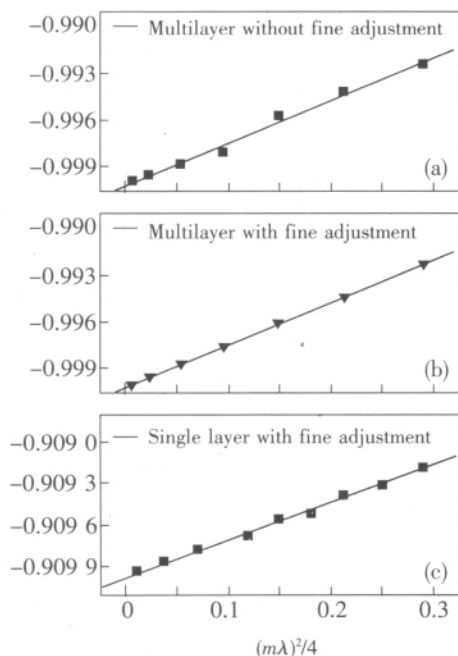 −0.990
— Multilayer without fine adjustment
−0.993
−0.996
−0.999
(a)
−0.990
— Multilayer with fine adjustment
−0.993
−0.996
−0.999
(b)
−0.909 0
— Single layer with fine adjustment
−0.909 3
−0.909 6
−0.909 9
(c)
0 0.1 0.2 0.3
(mλ)²/4